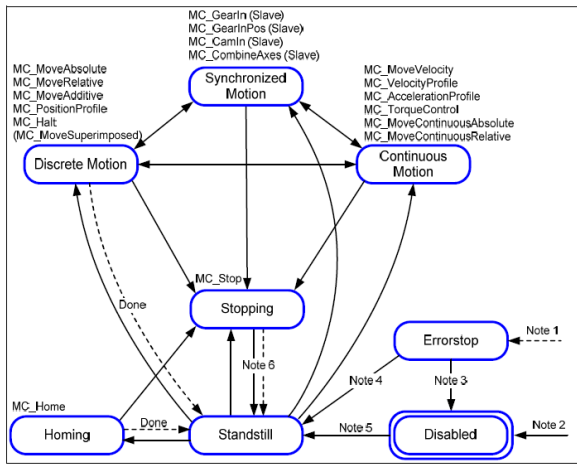 MC_GearIn (Slave)
MC_GearInPos (Slave)
MC_CamIn (Slave)
MC_CombineAxes (Slave)
Synchronized
Motion
MC_MoveAbsolute
MC_MoveRelative
MC_MoveAdditive
MC_PositionProfile
MC_Halt
(MC_MoveSuperimposed)
Discrete Motion
MC_MoveVelocity
MC_VelocityProfile
MC_AccelerationProfile
MC_TorqueControl
MC_MoveContinuousAbsolute
MC_MoveContinuousRelative
Continuous
Motion
MC_Stop
Stopping
Done
Note 6
Errorstop
Note 1
Note 4
Note 3
MC_Home
Homing
Done
Standstill
Note 5
Disabled
Note 2